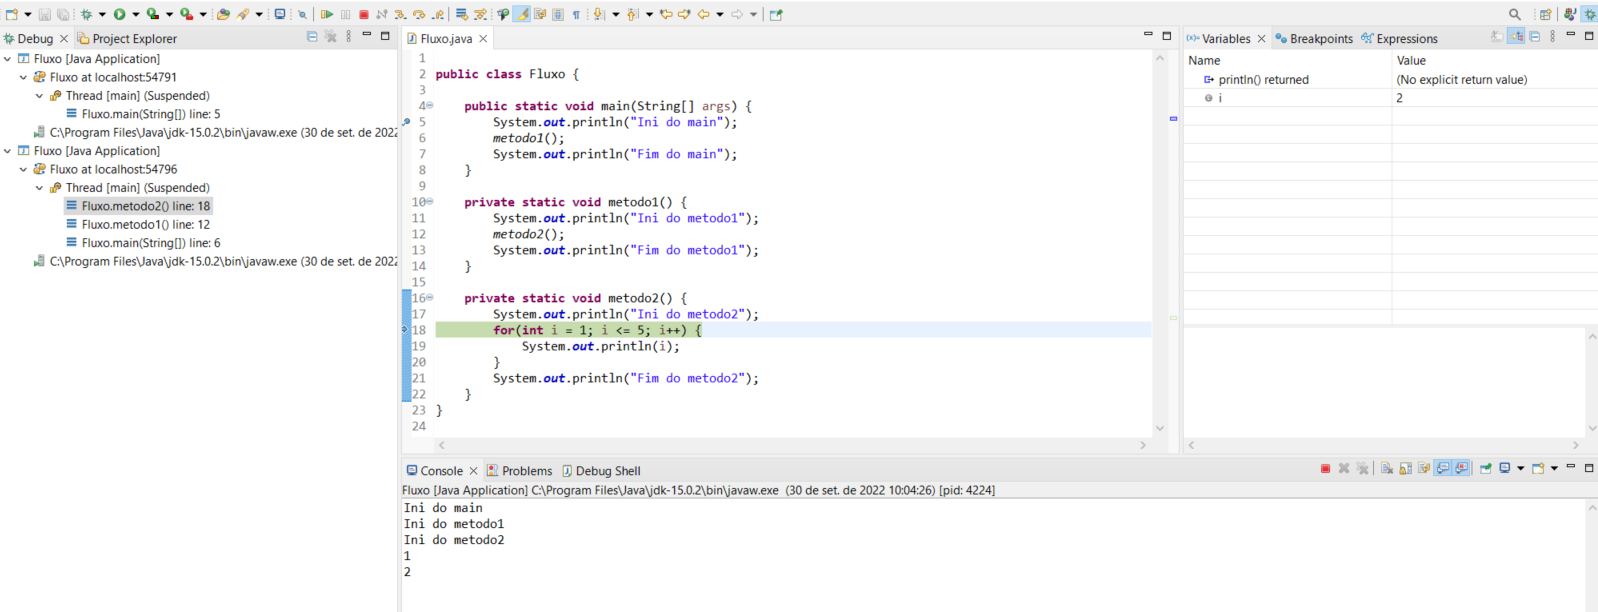 Debug
Project Explorer
Fluxo [Java Application]
Fluxo at localhost:54791
Thread [main] (Suspended)
Fluxo.main(String[]) line: 5
C:\Program Files\Java\jdk-15.0.2\bin\javaw.exe (30 de set. de 2022
Fluxo [Java Application]
Fluxo at localhost:54796
Thread [main] (Suspended)
Fluxo.metodo2() line: 18
Fluxo.metodo1() line: 12
Fluxo.main(String[]) line: 6
C:\Program Files\Java\jdk-15.0.2\bin\javaw.exe (30 de set. de 2022
Fluxo.java
1
2 public class Fluxo {
3
4 public static void main(String[] args) {
5 System.out.println("Ini do main");
6 metodo1();
7 System.out.println("Fim do main");
8 }
9
10 private static void metodo1() {
11 System.out.println("Ini do metodo1");
12 metodo2();
13 System.out.println("Fim do metodo1");
14 }
15
16 private static void metodo2() {
17 System.out.println("Ini do metodo2");
18 for(int i = 1; i <= 5; i++) {
19 System.out.println(i);
20 }
21 System.out.println("Fim do metodo2");
22 }
23 }
24
(x)= Variables
Breakpoints
Expressions
Name Value
println() returned (No explicit return value)
i 2
Console
Problems
Debug Shell
Fluxo [Java Application] C:\Program Files\Java\jdk-15.0.2\bin\javaw.exe (30 de set. de 2022 10:04:26) [pid: 4224]
Ini do main
Ini do metodo1
Ini do metodo2
1
2